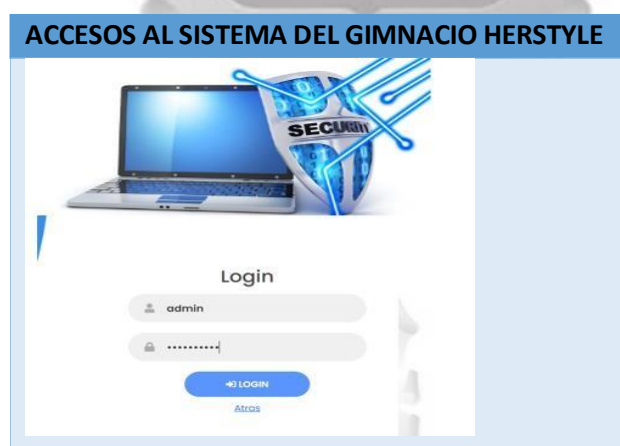 ACCESOS AL SISTEMA DEL GIMNACIO HERSTYLE
SECURITY
Login
admin
••••••••••
LOGIN
Atras